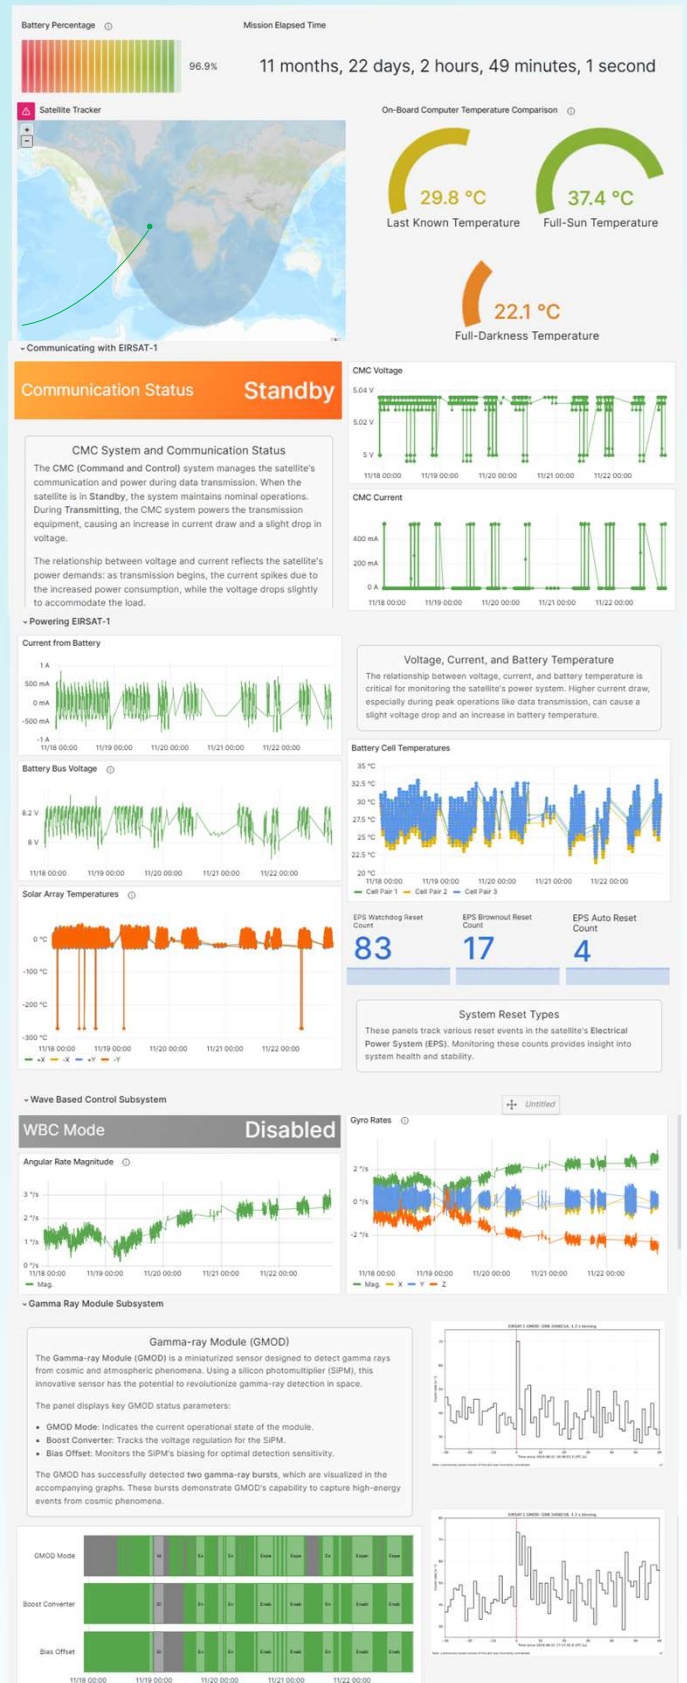 Battery Percentage
Mission Elapsed Time
96.9%
11 months, 22 days, 2 hours, 49 minutes, 1 second
Satellite Tracker
+
−
On-Board Computer Temperature Comparison
29.8 °C
Last Known Temperature
37.4 °C
Full-Sun Temperature
22.1 °C
Full-Darkness Temperature
Communicating with EIRSAT-1
Communication Status
Standby
CMC System and Communication Status
The CMC (Command and Control) system manages the satellite's
communication and power during data transmission. When the
satellite is in Standby, the system maintains nominal operations.
During Transmitting, the CMC system powers the transmission
equipment, causing an increase in current draw and a slight drop in
voltage.
The relationship between voltage and current reflects the satellite's
power demands: as transmission begins, the current spikes due to
the increased power consumption, while the voltage drops slightly
to accommodate the load.
CMC Voltage
5.04 V
5.02 V
5 V
11/18 00:00 11/19 00:00 11/20 00:00 11/21 00:00 11/22 00:00
CMC Current
400 mA
200 mA
0 A
11/18 00:00 11/19 00:00 11/20 00:00 11/21 00:00 11/22 00:00
Powering EIRSAT-1
Current from Battery
1 A
500 mA
0 mA
-500 mA
-1 A
11/18 00:00 11/19 00:00 11/20 00:00 11/21 00:00 11/22 00:00
Voltage, Current, and Battery Temperature
The relationship between voltage, current, and battery temperature is
critical for monitoring the satellite's power system. Higher current draw,
especially during peak operations like data transmission, can cause a
slight voltage drop and an increase in battery temperature.
Battery Bus Voltage
8.2 V
8 V
11/18 00:00 11/19 00:00 11/20 00:00 11/21 00:00 11/22 00:00
Battery Cell Temperatures
35 °C
32.5 °C
30 °C
27.5 °C
25 °C
22.5 °C
20 °C
11/18 00:00 11/19 00:00 11/20 00:00 11/21 00:00 11/22 00:00
Cell Pair 1 Cell Pair 2 Cell Pair 3
Solar Array Temperatures
0 °C
-100 °C
-200 °C
-300 °C
11/18 00:00 11/19 00:00 11/20 00:00 11/21 00:00 11/22 00:00
+X -X +Y -Y
EPS Watchdog Reset
Count
83
EPS Brownout Reset
Count
17
EPS Auto Reset
Count
4
System Reset Types
These panels track various reset events in the satellite's Electrical
Power System (EPS). Monitoring these counts provides insight into
system health and stability.
Wave Based Control Subsystem
Untitled
WBC Mode
Disabled
Angular Rate Magnitude
3 °/s
2 °/s
1 °/s
0 °/s
11/18 00:00 11/19 00:00 11/20 00:00 11/21 00:00 11/22 00:00
Mag.
Gyro Rates
2 °/s
0 °/s
-2 °/s
11/18 00:00 11/19 00:00 11/20 00:00 11/21 00:00 11/22 00:00
Mag. X Y Z
Gamma Ray Module Subsystem
Gamma-ray Module (GMOD)
The Gamma-ray Module (GMOD) is a miniaturized sensor designed to detect gamma rays
from cosmic and atmospheric phenomena. Using a silicon photomultiplier (SiPM), this
innovative sensor has the potential to revolutionize gamma-ray detection in space.
The panel displays key GMOD status parameters:
• GMOD Mode: Indicates the current operational state of the module.
• Boost Converter: Tracks the voltage regulation for the SiPM.
• Bias Offset: Monitors the SiPM's biasing for optimal detection sensitivity.
The GMOD has successfully detected two gamma-ray bursts, which are visualized in the
accompanying graphs. These bursts demonstrate GMOD's capability to capture high-energy
events from cosmic phenomena.
GMOD Mode
Boost Converter
Bias Offset
11/18 00:00 11/19 00:00 11/20 00:00 11/21 00:00 11/22 00:00